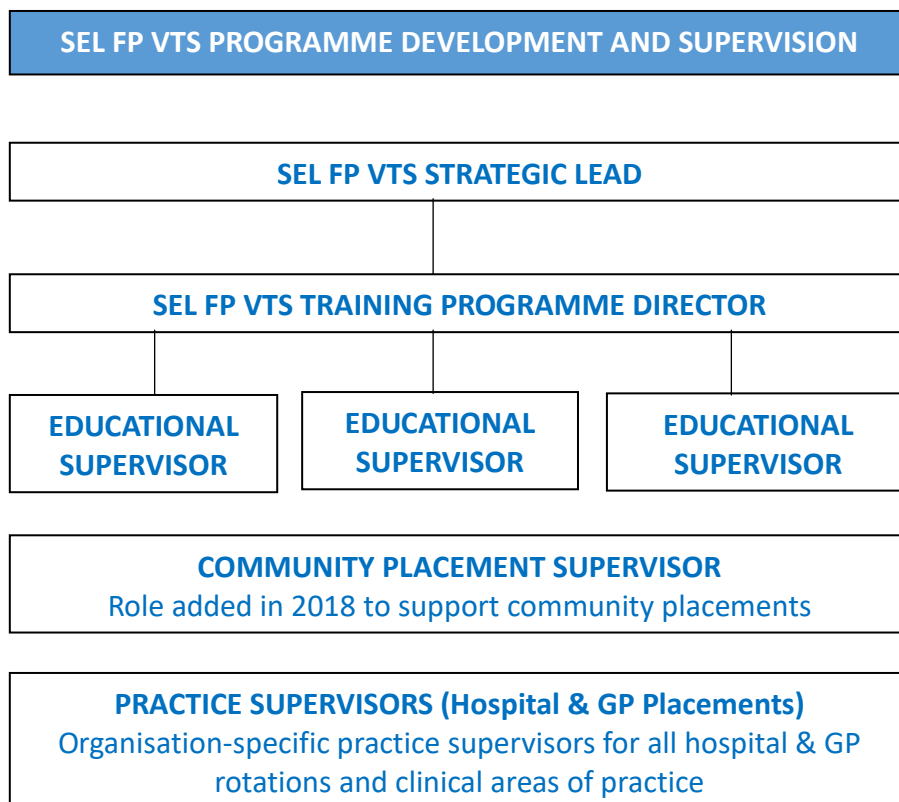 SEL FP VTS PROGRAMME DEVELOPMENT AND SUPERVISION
SEL FP VTS STRATEGIC LEAD
SEL FP VTS TRAINING PROGRAMME DIRECTOR
EDUCATIONAL
SUPERVISOR
EDUCATIONAL
SUPERVISOR
EDUCATIONAL
SUPERVISOR
COMMUNITY PLACEMENT SUPERVISOR
Role added in 2018 to support community placements
PRACTICE SUPERVISORS (Hospital & GP Placements)
Organisation-specific practice supervisors for all hospital & GP
rotations and clinical areas of practice